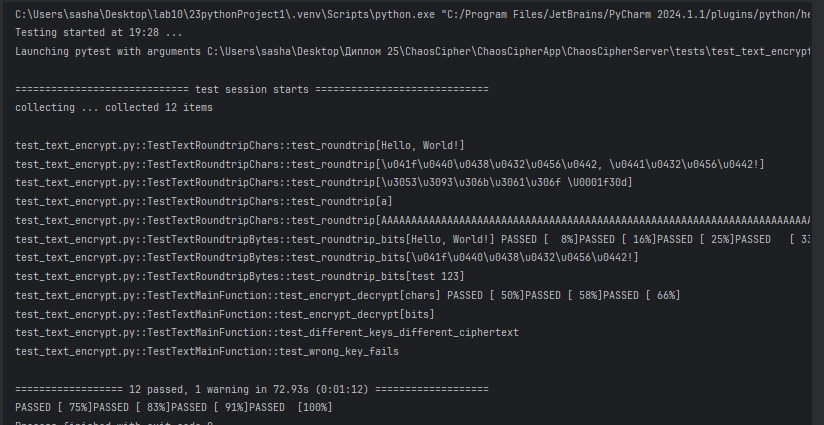 C:\Users\sasha\Desktop\lab10\23pythonProject1\.venv\Scripts\python.exe "C:/Program Files/JetBrains/PyCharm 2024.1.1/plugins/python/he
Testing started at 19:28 ...
Launching pytest with arguments C:\Users\sasha\Desktop\Диплом 25\ChaosCipher\ChaosCipherApp\ChaosCipherServer\tests\test_text_encrypt
============================= test session starts =============================
collecting ... collected 12 items
test_text_encrypt.py::TestTextRoundtripChars::test_roundtrip[Hello, World!]
test_text_encrypt.py::TestTextRoundtripChars::test_roundtrip[\u041f\u0440\u0438\u0432\u0456\u0442, \u0441\u0432\u0456\u0442!]
test_text_encrypt.py::TestTextRoundtripChars::test_roundtrip[\u3053\u3093\u306b\u3061\u306f \U0001f30d]
test_text_encrypt.py::TestTextRoundtripChars::test_roundtrip[a]
test_text_encrypt.py::TestTextRoundtripChars::test_roundtrip[AAAAAAAAAAAAAAAAAAAAAAAAAAAAAAAAAAAAAAAAAAAAAAAAAAAAAAAAAAAAAAAAAAAAAAAA
test_text_encrypt.py::TestTextRoundtripBytes::test_roundtrip_bits[Hello, World!] PASSED [  8%]PASSED [ 16%]PASSED [ 25%]PASSED   [ 33
test_text_encrypt.py::TestTextRoundtripBytes::test_roundtrip_bits[\u041f\u0440\u0438\u0432\u0456\u0442!]
test_text_encrypt.py::TestTextRoundtripBytes::test_roundtrip_bits[test 123]
test_text_encrypt.py::TestTextMainFunction::test_encrypt_decrypt[chars] PASSED [ 50%]PASSED [ 58%]PASSED [ 66%]
test_text_encrypt.py::TestTextMainFunction::test_encrypt_decrypt[bits]
test_text_encrypt.py::TestTextMainFunction::test_different_keys_different_ciphertext
test_text_encrypt.py::TestTextMainFunction::test_wrong_key_fails
================== 12 passed, 1 warning in 72.93s (0:01:12) ===================
PASSED [ 75%]PASSED [ 83%]PASSED [ 91%]PASSED  [100%]
Process finished with exit code 0